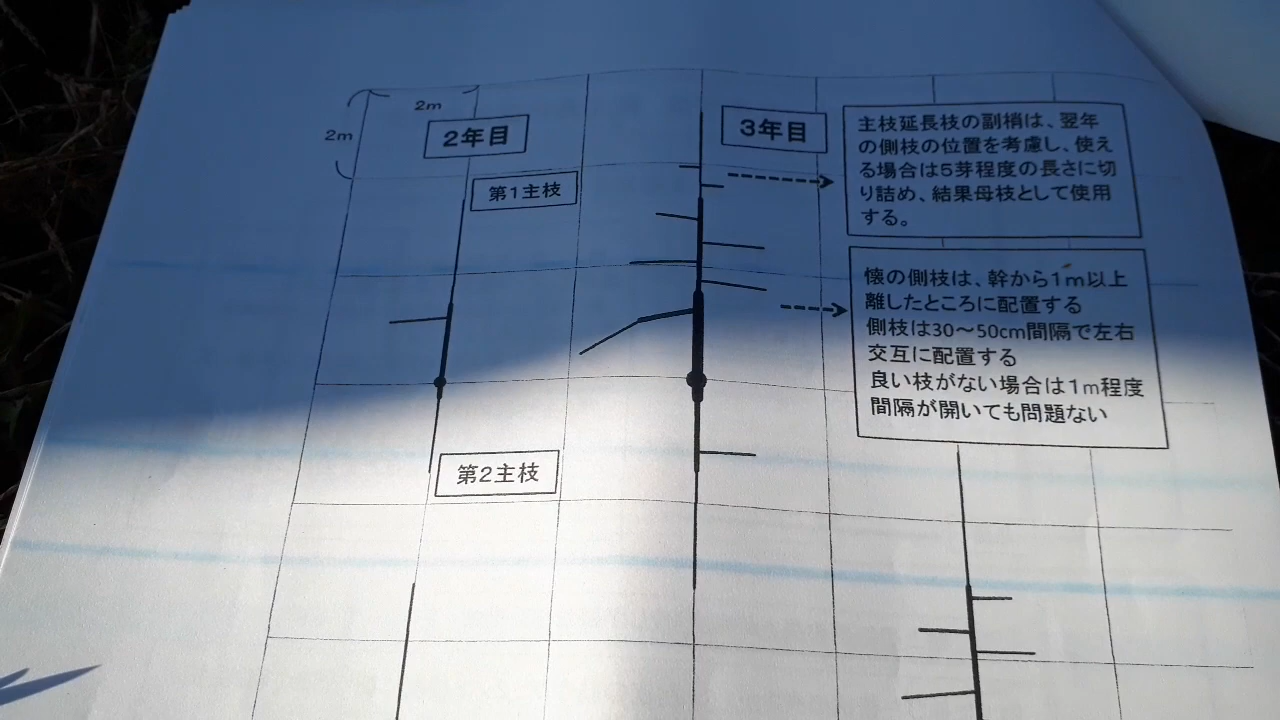 2m
2m
2年目
第1主枝
3年目
主枝延長枝の副梢は、翌年
の側枝の位置を考慮し、使え
る場合は5芽程度の長さに切
り詰め、結果母枝として使用
する。
懐の側枝は、幹から1m以上
離したところに配置する
側枝は30～50cm間隔で左右
交互に配置する
良い枝がない場合は1m程度
間隔が開いても問題ない
第2主枝